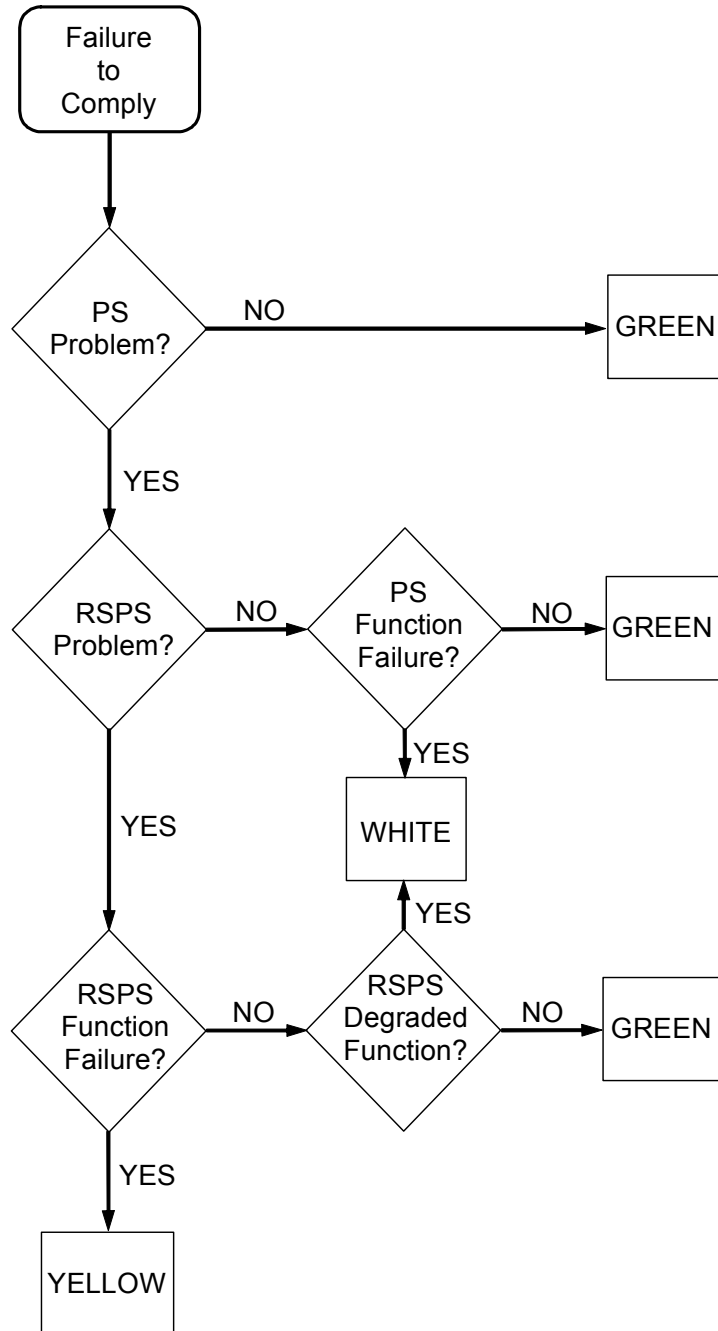 Failure
to
Comply
PS
Problem?
NO
GREEN
YES
RSPS
Problem?
NO
PS
Function
Failure?
NO
GREEN
YES
WHITE
YES
YES
RSPS
Function
Failure?
NO
RSPS
Degraded
Function?
NO
GREEN
YES
YELLOW